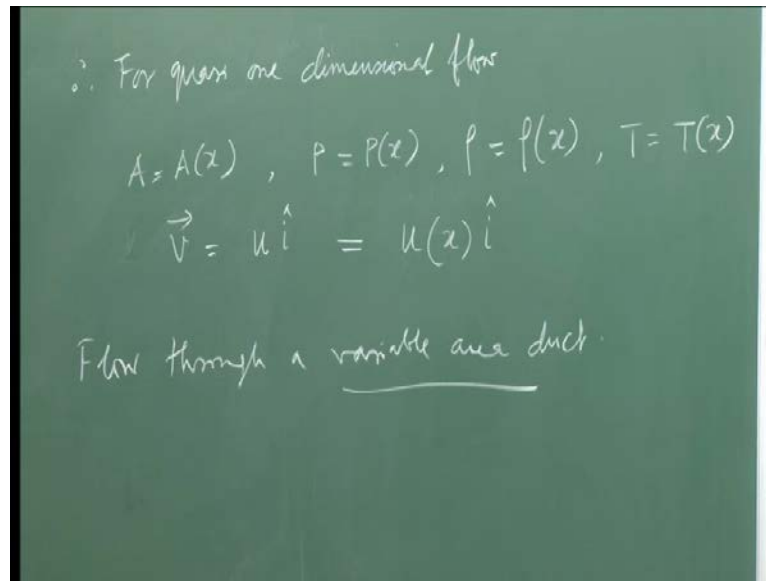 ∴ For quasi one dimensional flow
A = A(x) , P = P(x) , ρ = ρ(x) , T = T(x)
V⃗ = u î = u(x) î
Flow through a variable area duct.